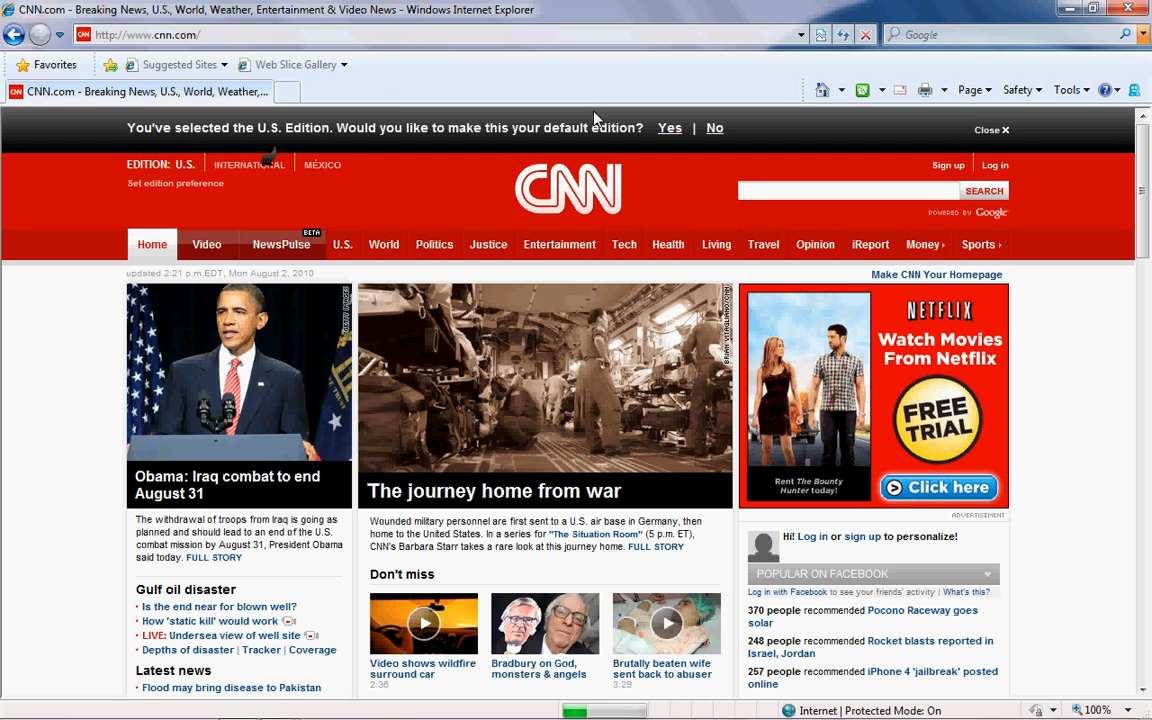 CNN.com - Breaking News, U.S., World, Weather, Entertainment & Video News - Windows Internet Explorer
http://www.cnn.com/
Google
Favorites
Suggested Sites
Web Slice Gallery
CNN.com - Breaking News, U.S., World, Weather,...
Page
Safety
Tools
You've selected the U.S. Edition. Would you like to make this your default edition? Yes | No
Close X
EDITION: U.S. INTERNATIONAL MÉXICO
Set edition preference
CNN
Sign up Log in
SEARCH
POWERED BY Google
Home Video NewsPulse BETA U.S. World Politics Justice Entertainment Tech Health Living Travel Opinion iReport Money Sports
updated 2:21 p.m.EDT, Mon August 2, 2010
Make CNN Your Homepage
GETTY IMAGES
Obama: Iraq combat to end
August 31
The withdrawal of troops from Iraq is going as
planned and should lead to an end of the U.S.
combat mission by August 31, President Obama
said today. FULL STORY
Gulf oil disaster
Is the end near for blown well?
How 'static kill' would work
LIVE: Undersea view of well site
Depths of disaster | Tracker | Coverage
Latest news
Flood may bring disease to Pakistan
BRIAN VITAGLIANO/CNN
The journey home from war
Wounded military personnel are first sent to a U.S. air base in Germany, then
home to the United States. In a series for "The Situation Room" (5 p.m. ET),
CNN's Barbara Starr takes a rare look at this journey home. FULL STORY
Don't miss
Video shows wildfire
surround car
2:36
Bradbury on God,
monsters & angels
Brutally beaten wife
sent back to abuser
3:29
NETFLIX
Watch Movies
From Netflix
FREE
TRIAL
Click here
Rent The Bounty
Hunter today!
ADVERTISEMENT
Hi! Log in or sign up to personalize!
POPULAR ON FACEBOOK
Log in with Facebook to see your friends' activity | What's this?
370 people recommended Pocono Raceway goes
solar
248 people recommended Rocket blasts reported in
Israel, Jordan
257 people recommended iPhone 4 'jailbreak' posted
online
Internet | Protected Mode: On
100%